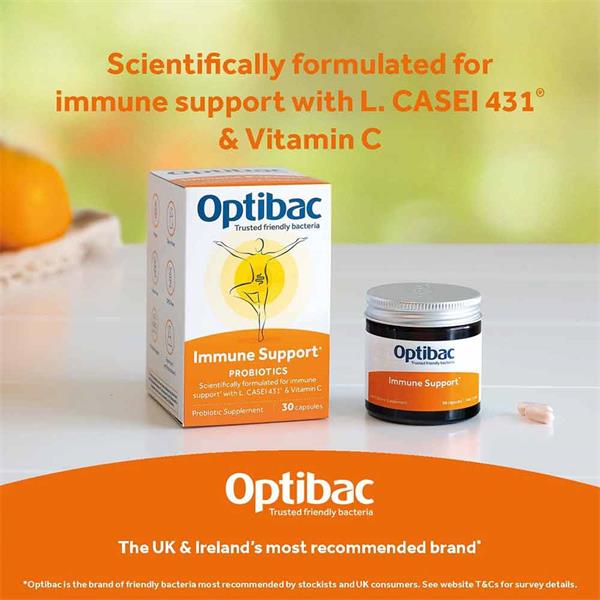 Scientifically formulated for
immune support with L. CASEI 431®
& Vitamin C
Optibac
Trusted friendly bacteria
Immune Support*
PROBIOTICS
Scientifically formulated for immune
support* with L. CASEI 431® & Vitamin C
Probiotic Supplement
30 capsules
Optibac
Trusted friendly bacteria
Immune Support*
30 capsules
Optibac
Trusted friendly bacteria
The UK & Ireland's most recommended brand*
*Optibac is the brand of friendly bacteria most recommended by stockists and UK consumers. See website T&Cs for survey details.